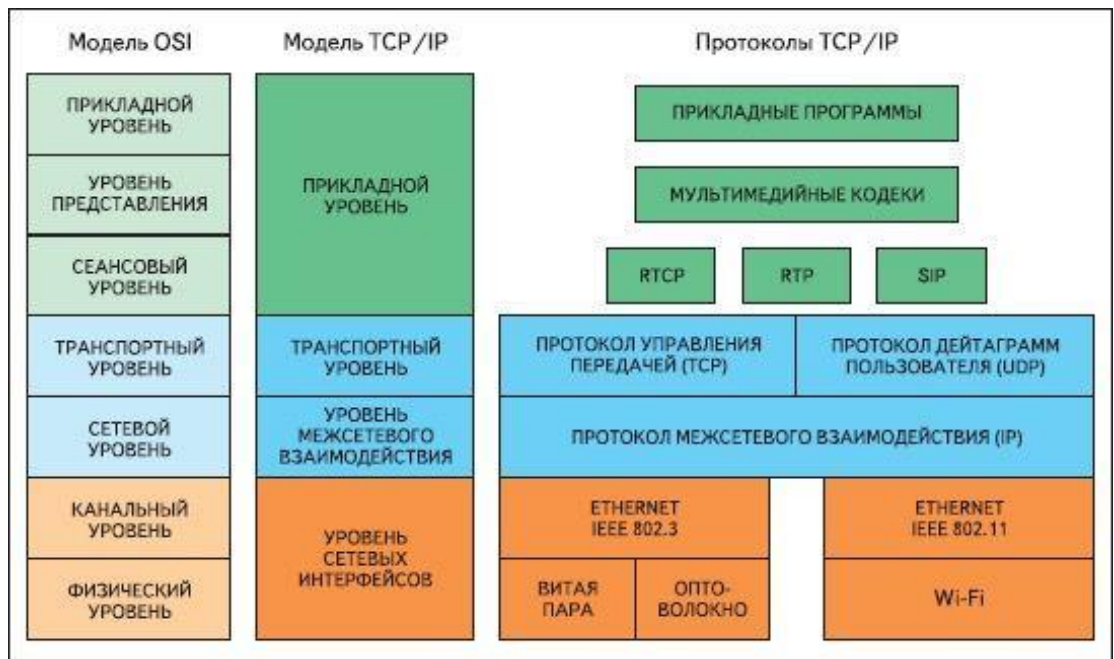 Модель OSI
Модель TCP/IP
Протоколы TCP/IP
ПРИКЛАДНОЙ
УРОВЕНЬ
УРОВЕНЬ
ПРЕДСТАВЛЕНИЯ
СЕАНСОВЫЙ
УРОВЕНЬ
ТРАНСПОРТНЫЙ
УРОВЕНЬ
СЕТЕВОЙ
УРОВЕНЬ
КАНАЛЬНЫЙ
УРОВЕНЬ
ФИЗИЧЕСКИЙ
УРОВЕНЬ
ПРИКЛАДНОЙ
УРОВЕНЬ
ТРАНСПОРТНЫЙ
УРОВЕНЬ
УРОВЕНЬ
МЕЖСЕТЕВОГО
ВЗАИМОДЕЙСТВИЯ
УРОВЕНЬ
СЕТЕВЫХ
ИНТЕРФЕЙСОВ
ПРИКЛАДНЫЕ ПРОГРАММЫ
МУЛЬТИМЕДИЙНЫЕ КОДЕКИ
RTCP
RTP
SIP
ПРОТОКОЛ УПРАВЛЕНИЯ
ПЕРЕДАЧЕЙ (TCP)
ПРОТОКОЛ ДЕЙТАГРАММ
ПОЛЬЗОВАТЕЛЯ (UDP)
ПРОТОКОЛ МЕЖСЕТЕВОГО ВЗАИМОДЕЙСТВИЯ (IP)
ETHERNET
IEEE 802.3
ETHERNET
IEEE 802.11
ВИТАЯ
ПАРА
ОПТО-
ВОЛОКНО
Wi-Fi